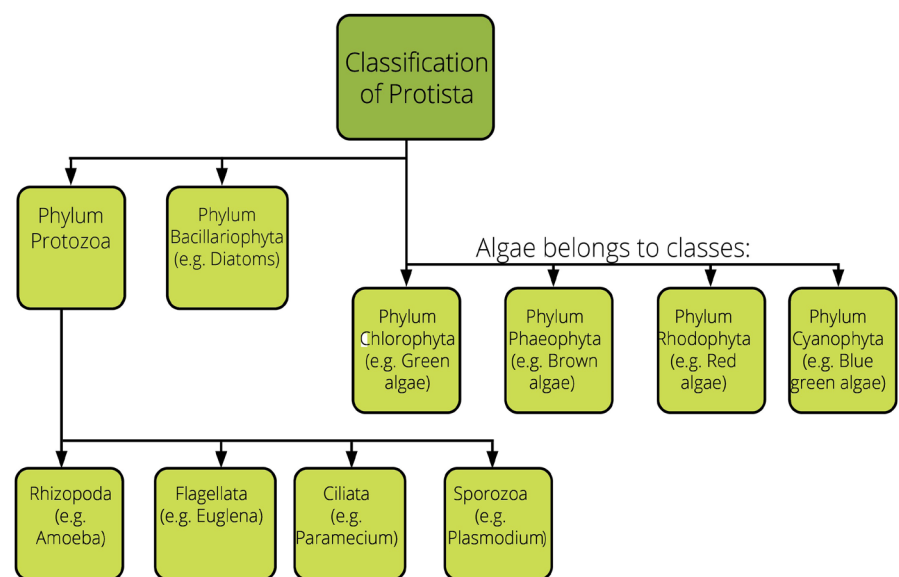 Classification
of Protista
Phylum
Protozoa
Phylum
Bacillariophyta
(e.g. Diatoms)
Algae belongs to classes:
Phylum
Chlorophyta
(e.g. Green
algae)
Phylum
Phaeophyta
(e.g. Brown
algae)
Phylum
Rhodophyta
(e.g. Red
algae)
Phylum
Cyanophyta
(e.g. Blue
green algae)
Rhizopoda
(e.g.
Amoeba)
Flagellata
(e.g. Euglena)
Ciliata
(e.g.
Paramecium)
Sporozoa
(e.g.
Plasmodium)